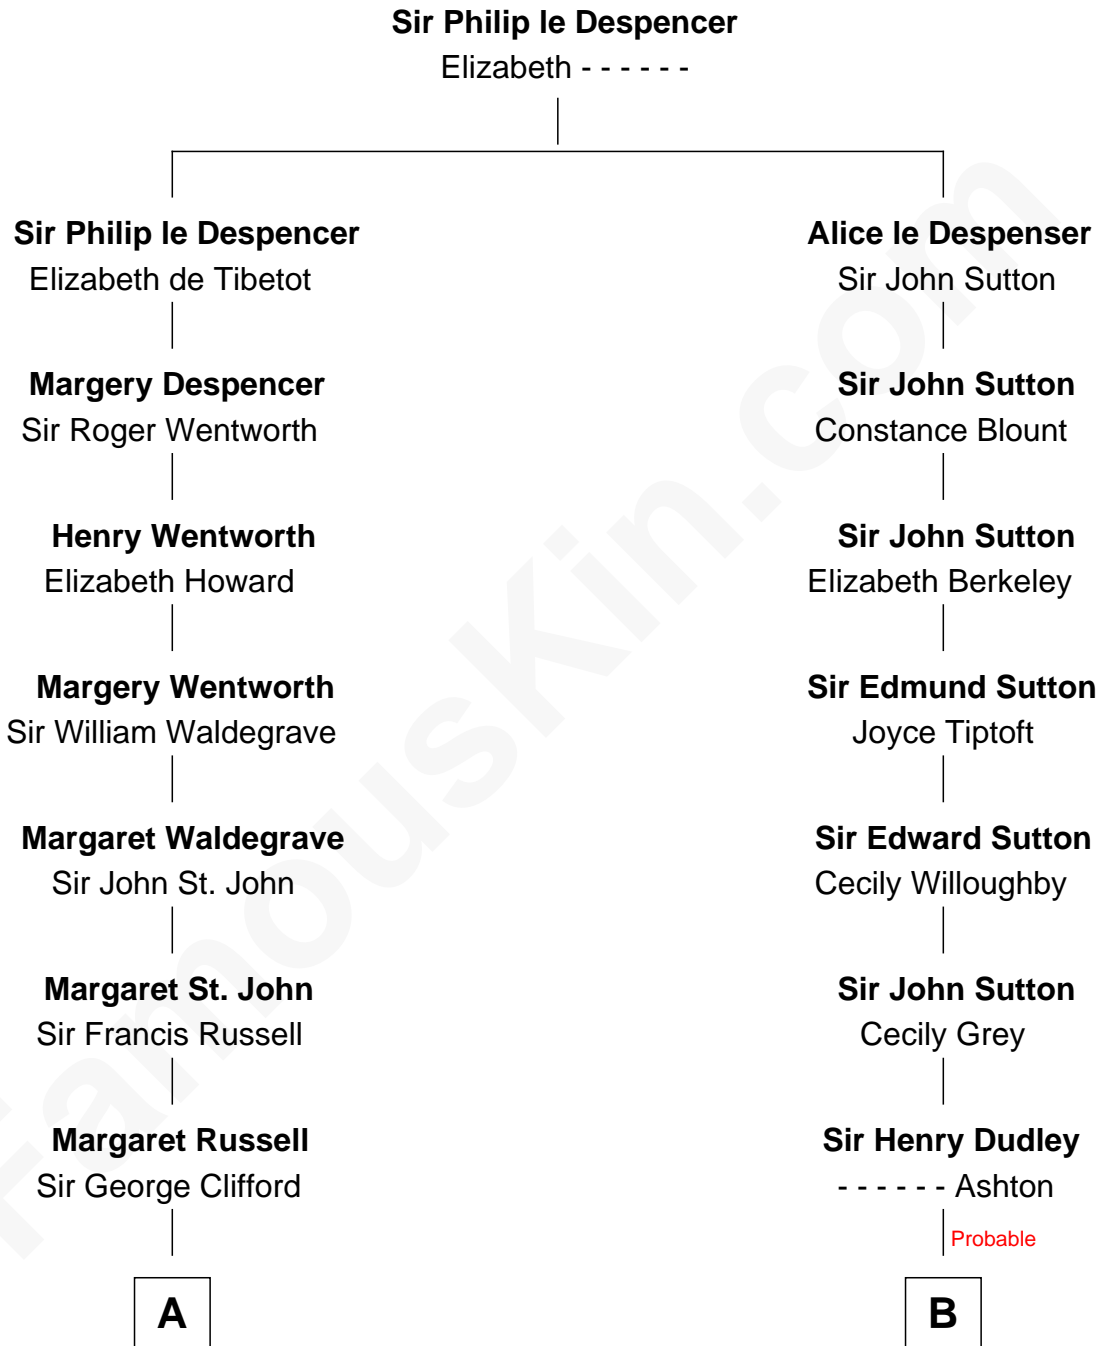 Sir Philip le Despencer
Elizabeth - - - - - -
Sir Philip le Despencer
Elizabeth de Tibetot
Margery Despencer
Sir Roger Wentworth
Henry Wentworth
Elizabeth Howard
Margery Wentworth
Sir William Waldegrave
Margaret Waldegrave
Sir John St. John
Margaret St. John
Sir Francis Russell
Margaret Russell
Sir George Clifford
A
Alice le Despenser
Sir John Sutton
Sir John Sutton
Constance Blount
Sir John Sutton
Elizabeth Berkeley
Sir Edmund Sutton
Joyce Tiptoft
Sir Edward Sutton
Cecily Willoughby
Sir John Sutton
Cecily Grey
Sir Henry Dudley
- - - - - - Ashton
Probable
B
FamousKin.com